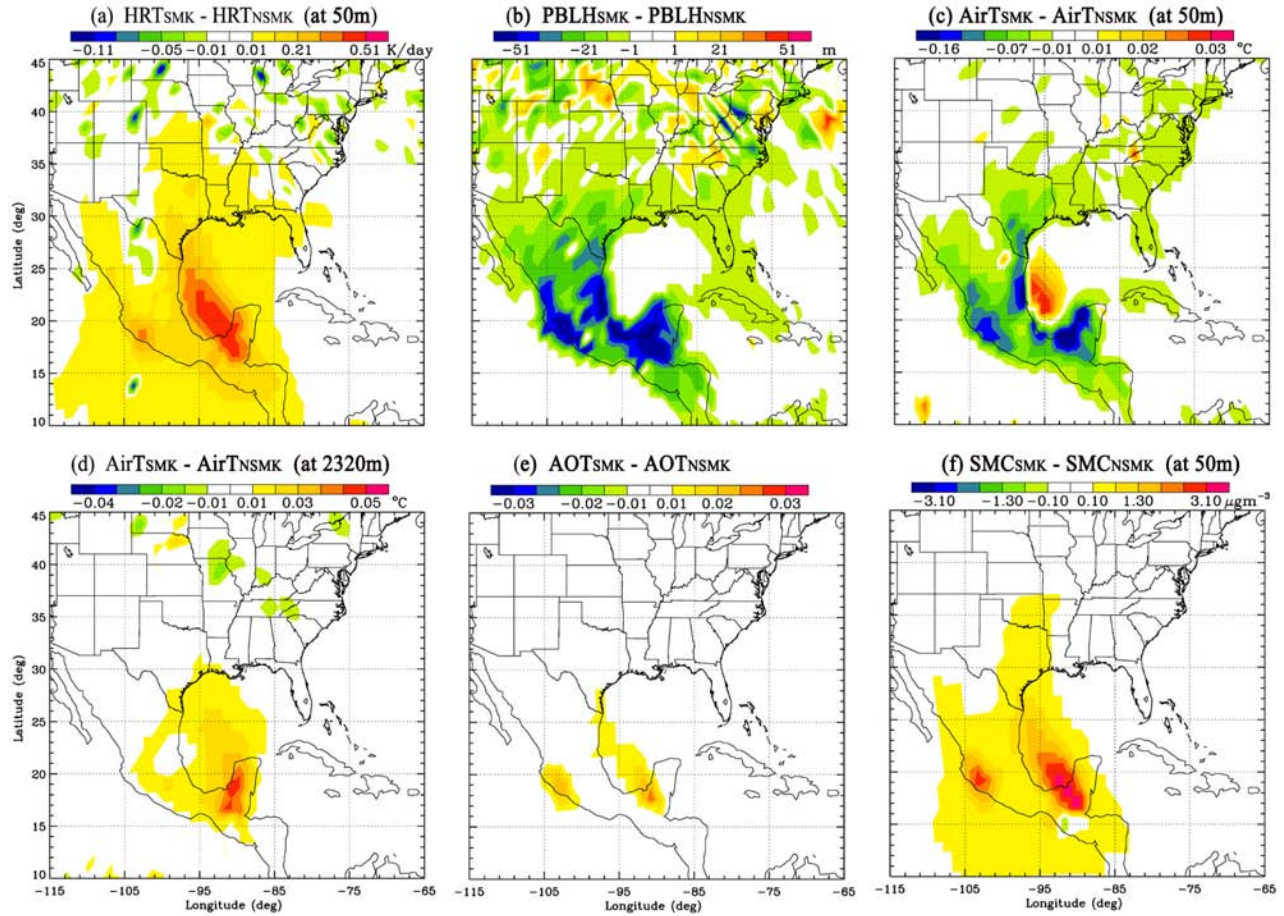 (a) HRTSMK - HRTNSMK (at 50m)
−0.11 −0.05 −0.01 0.01 0.21 0.51 K/day
(b) PBLHSMK - PBLHNSMK
−51 −21 −1 1 21 51 m
(c) AirTSMK - AirTNSMK (at 50m)
−0.16 −0.07 −0.01 0.01 0.02 0.03 °C
45
40
35
30
25
20
15
10
Latitude (deg)
(d) AirTSMK - AirTNSMK (at 2320m)
−0.04 −0.02 −0.01 0.01 0.03 0.05 °C
(e) AOTSMK - AOTNSMK
−0.03 −0.02 −0.01 0.01 0.02 0.03
(f) SMCSMK - SMCNSMK (at 50m)
−3.10 −1.30 −0.10 0.10 1.30 3.10 μgm⁻³
45
40
35
30
25
20
15
10
Latitude (deg)
−115 −105 −95 −85 −75 −65
Longitude (deg)
−115 −105 −95 −85 −75 −65
Longitude (deg)
−115 −105 −95 −85 −75 −65
Longitude (deg)